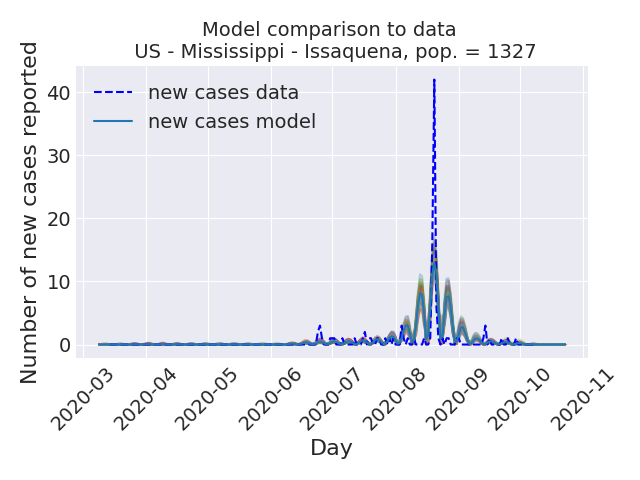 Model comparison to data
US - Mississippi - Issaquena, pop. = 1327
Number of new cases reported
40
30
20
10
0
new cases data
new cases model
2020-03
2020-04
2020-05
2020-06
2020-07
2020-08
2020-09
2020-10
2020-11
Day